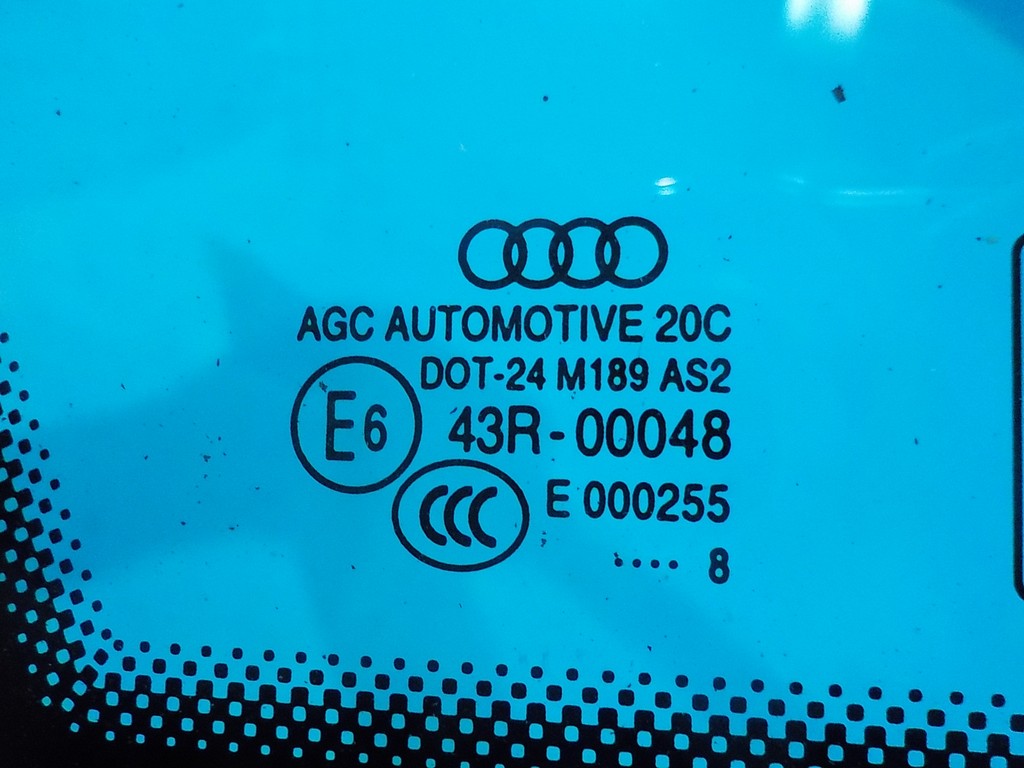 AGC AUTOMOTIVE 20C
DOT-24 M189 AS2
E6 43R-00048
CCC E 000255
.... 8